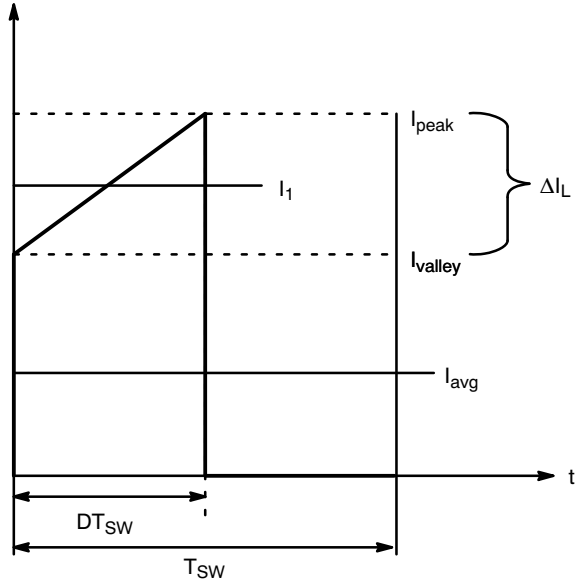 I_peak
I_1
ΔI_L
I_valley
I_avg
t
DT_SW
T_SW